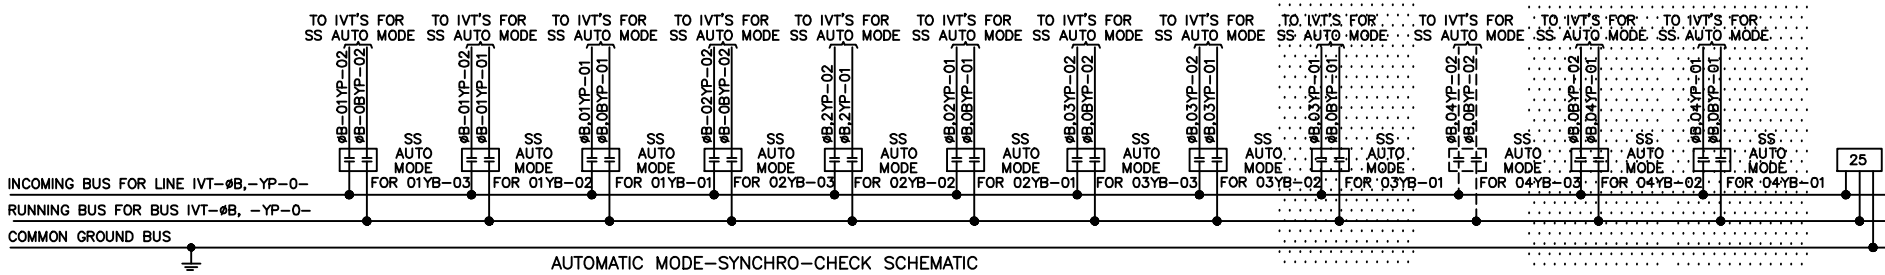 TO IVT'S FOR TO IVT'S FOR TO IVT'S FOR TO IVT'S FOR TO IVT'S FOR TO IVT'S FOR TO IVT'S FOR TO IVT'S FOR TO IVT'S FOR TO IVT'S FOR TO IVT'S FOR TO IVT'S FOR
SS AUTO MODE SS AUTO MODE SS AUTO MODE SS AUTO MODE SS AUTO MODE SS AUTO MODE SS AUTO MODE SS AUTO MODE SS AUTO MODE SS AUTO MODE SS AUTO MODE SS AUTO MODE
øB-01YP-02
øB-0BYP-02
øB-01YP-02
øB-01YP-01
øB,01YP-01
øB,0BYP-01
øB-02YP-02
øB-0BYP-02
øB,2YP-02
øB,2YP-01
øB,02YP-01
øB,0BYP-01
øB,03YP-02
øB,0BYP-02
øB,03YP-02
øB,03YP-01
øB,03YP-01
øB,0BYP-01
øB,04YP-02
øB,0BYP-02
øB,0BYP-02
øB,04YP-01
øB,04YP-01
øB,0BYP-01
SS SS SS SS SS SS SS SS SS SS SS SS
AUTO AUTO AUTO AUTO AUTO AUTO AUTO AUTO AUTO AUTO AUTO AUTO
MODE MODE MODE MODE MODE MODE MODE MODE MODE MODE MODE MODE
25
INCOMING BUS FOR LINE IVT-øB,-YP-0- FOR 01YB-03 FOR 01YB-02 FOR 01YB-01 FOR 02YB-03 FOR 02YB-02 FOR 02YB-01 FOR 03YB-03 FOR 03YB-02 FOR 03YB-01 FOR 04YB-03 FOR 04YB-02 FOR 04YB-01
RUNNING BUS FOR BUS IVT-øB, -YP-0-
COMMON GROUND BUS
AUTOMATIC MODE-SYNCHRO-CHECK SCHEMATIC